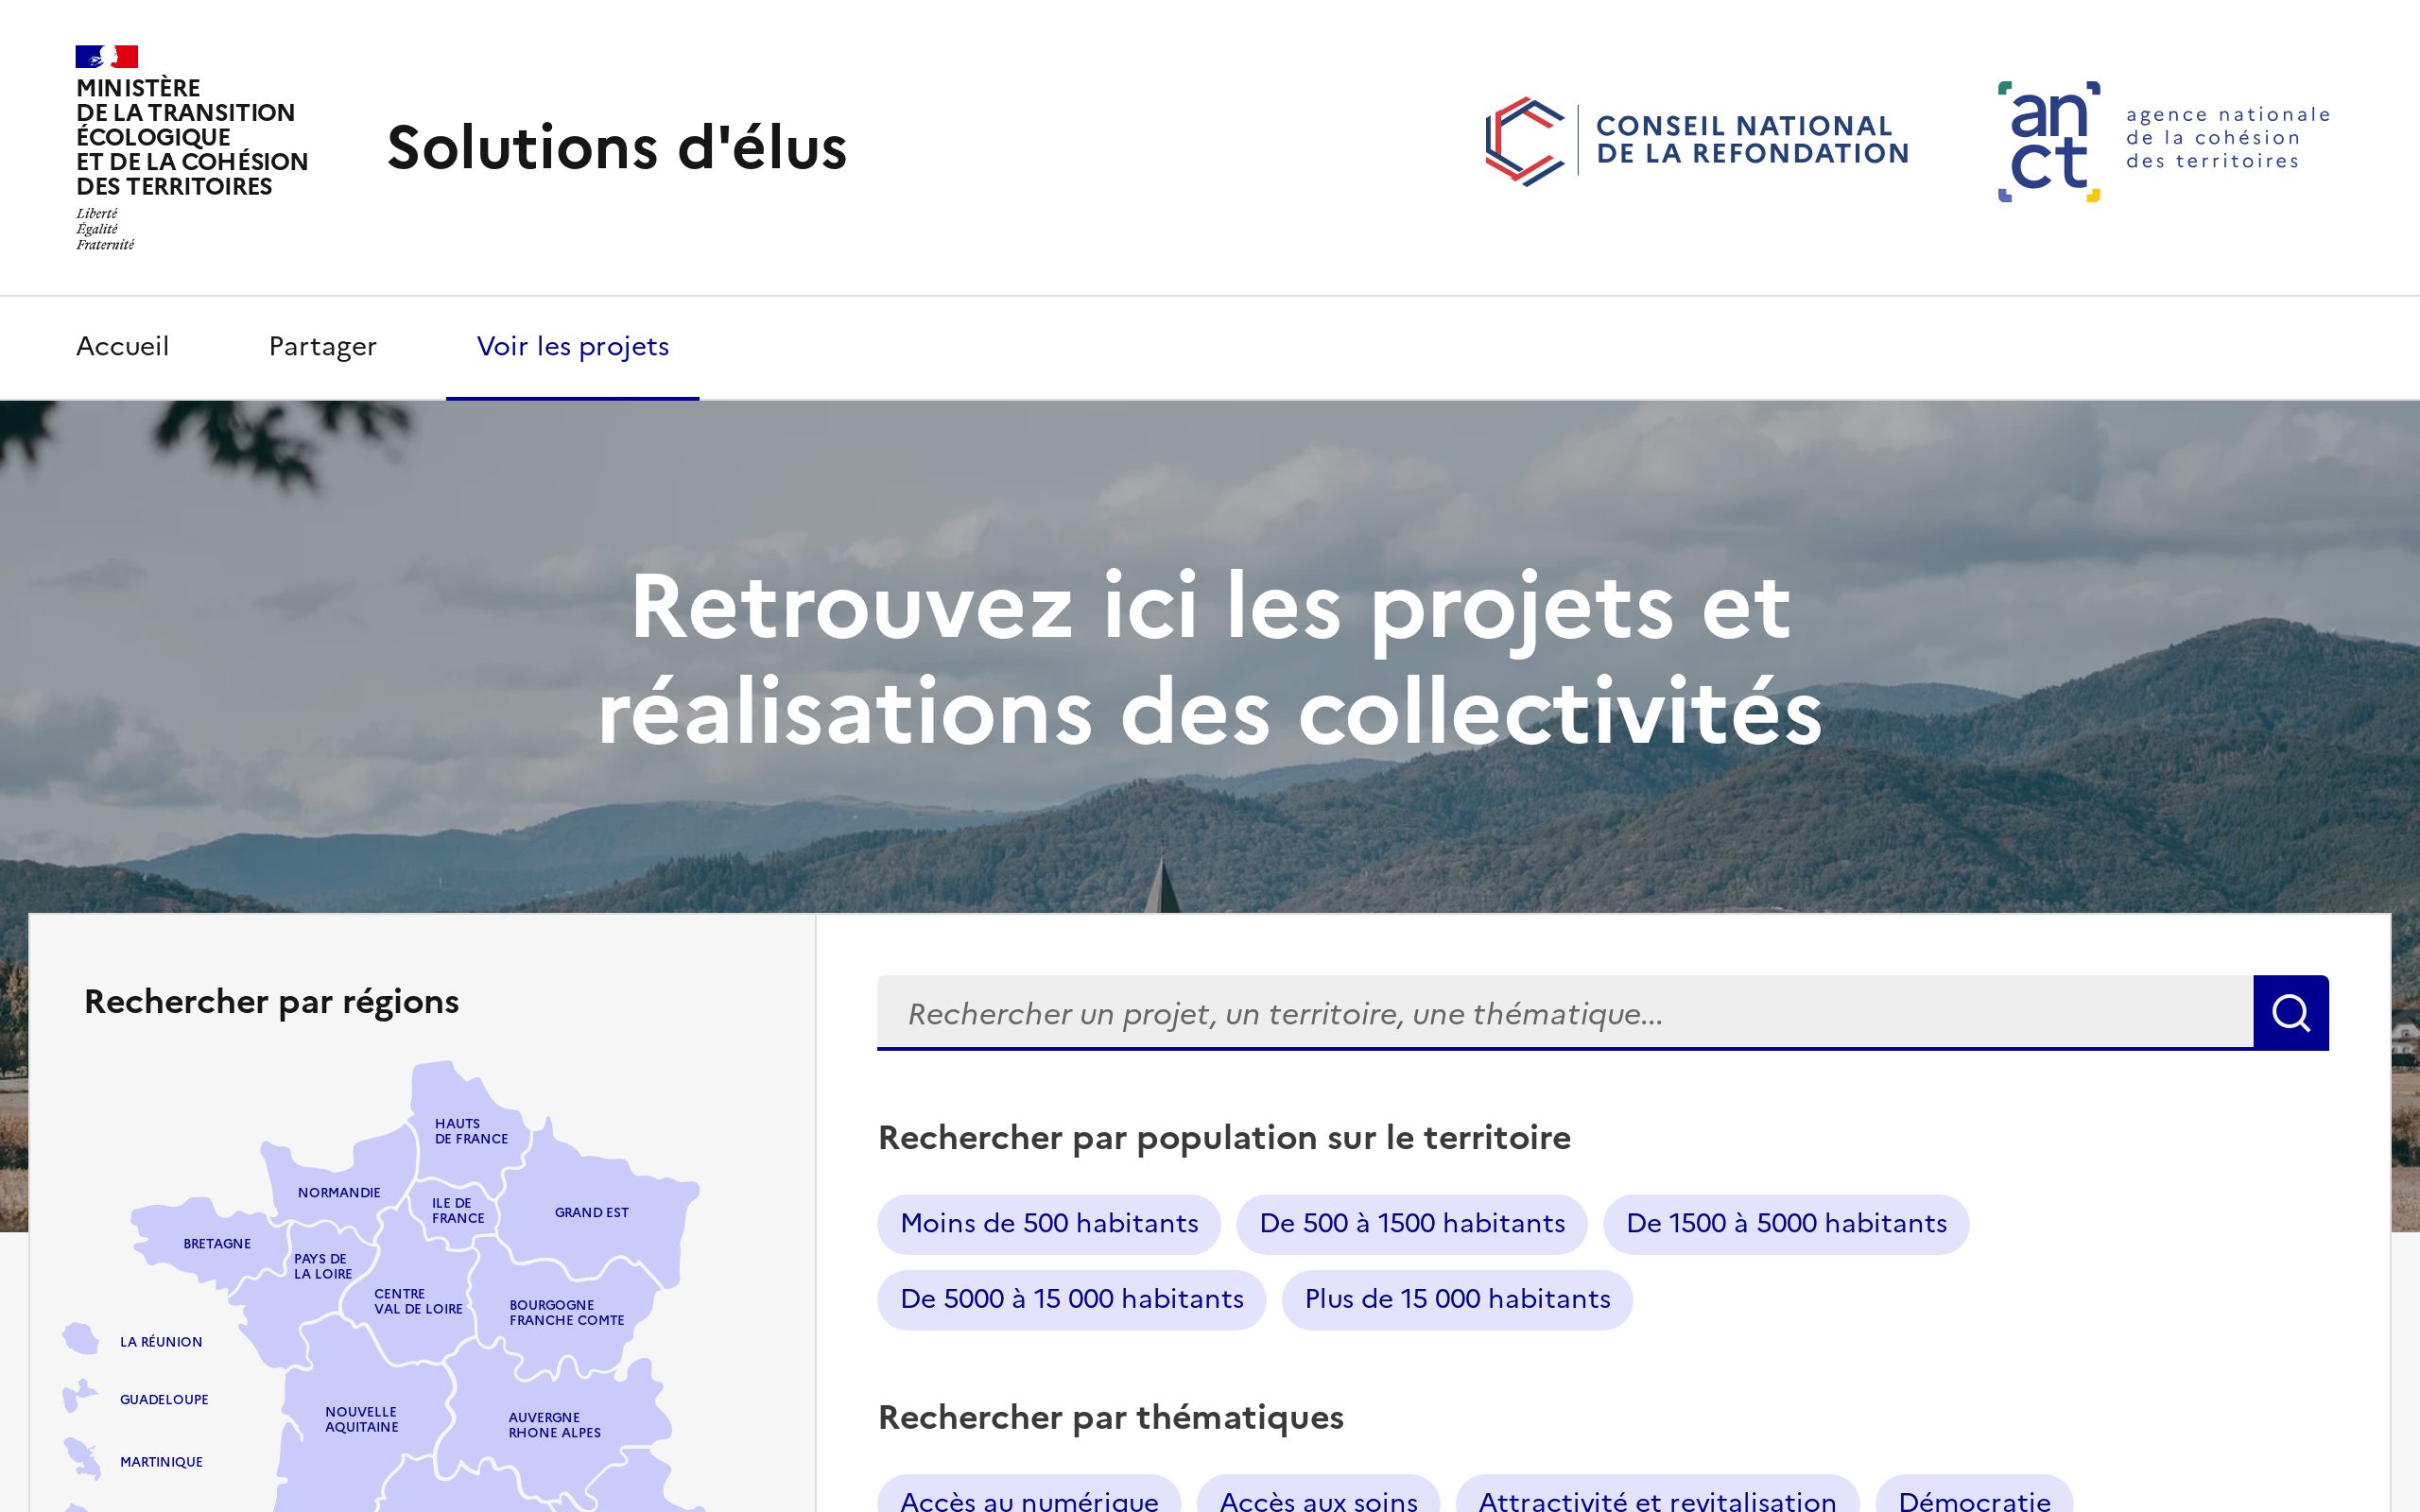 MINISTÈRE
DE LA TRANSITION
ÉCOLOGIQUE
ET DE LA COHÉSION
DES TERRITOIRES
Liberté
Égalité
Fraternité
Solutions d'élus
CONSEIL NATIONAL
DE LA REFONDATION
an
ct
agence nationale
de la cohésion
des territoires
Accueil
Partager
Voir les projets
Retrouvez ici les projets et
réalisations des collectivités
Rechercher par régions
HAUTS
DE FRANCE
NORMANDIE
ILE DE
FRANCE
GRAND EST
BRETAGNE
PAYS DE
LA LOIRE
CENTRE
VAL DE LOIRE
BOURGOGNE
FRANCHE COMTE
LA RÉUNION
GUADELOUPE
NOUVELLE
AQUITAINE
AUVERGNE
RHONE ALPES
MARTINIQUE
Rechercher un projet, un territoire, une thématique...
Rechercher par population sur le territoire
Moins de 500 habitants
De 500 à 1500 habitants
De 1500 à 5000 habitants
De 5000 à 15 000 habitants
Plus de 15 000 habitants
Rechercher par thématiques
Accès au numérique
Accès aux soins
Attractivité et revitalisation
Démocratie